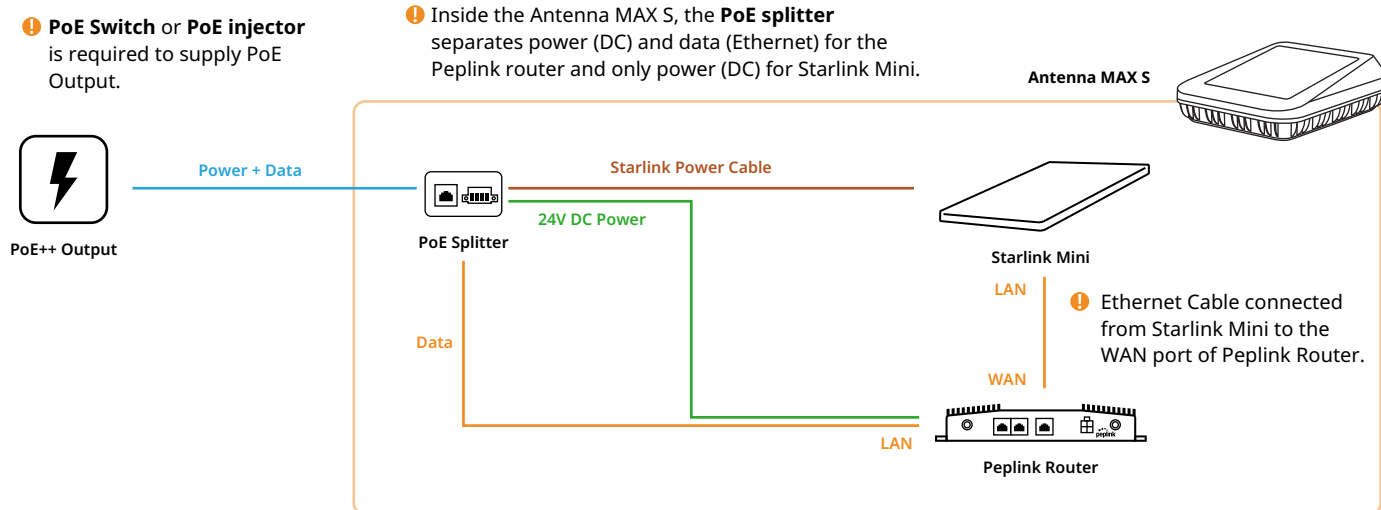 PoE Switch or PoE injector
is required to supply PoE
Output.
Inside the Antenna MAX S, the PoE splitter
separates power (DC) and data (Ethernet) for the
Peplink router and only power (DC) for Starlink Mini.
Antenna MAX S
Power + Data
Starlink Power Cable
24V DC Power
PoE++ Output
PoE Splitter
Starlink Mini
LAN
Ethernet Cable connected
from Starlink Mini to the
WAN port of Peplink Router.
Data
WAN
LAN
peplink
Peplink Router